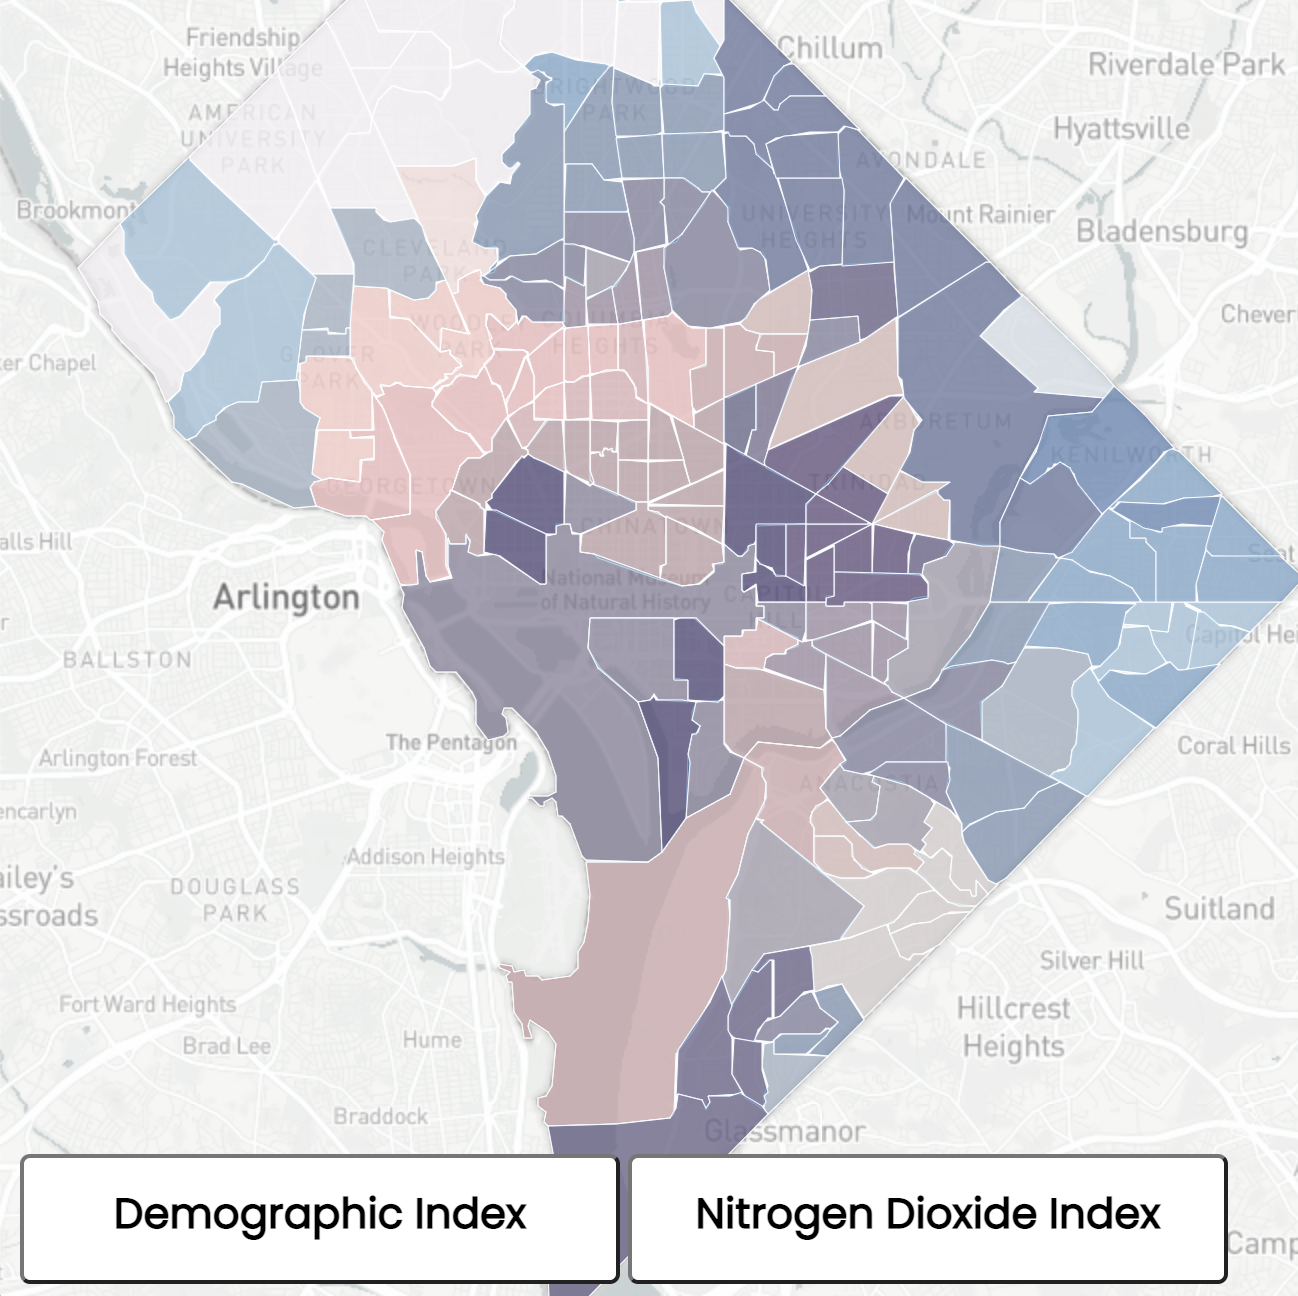 Friendship
Heights Village
Chillum
Riverdale Park
AMERICAN
UNIVERSITY
PARK
BRIGHTWOOD
PARK
Hyattsville
AVONDALE
Brookmont
UNIVERSITY
HEIGHTS
Mount Rainier
Bladensburg
CLEVELAND
PARK
WOODLEY
PARK
COLUMBIA
HEIGHTS
GLOVER
PARK
Chever
er Chapel
ARBORETUM
KENILWORTH
GEORGETOWN
TRINIDAD
CHINATOWN
alls Hill
Seat
Arlington
National Museum
of Natural History
CAPITOL
HILL
Capitol Hei
BALLSTON
The Pentagon
Coral Hills
Arlington Forest
ANACOSTIA
encarlyn
Addison Heights
ailey's
ssroads
DOUGLASS
PARK
Suitland
Silver Hill
Fort Ward Heights
Hillcrest
Heights
Brad Lee
Hume
Braddock
Glassmanor
Demographic Index
Nitrogen Dioxide Index
Camp